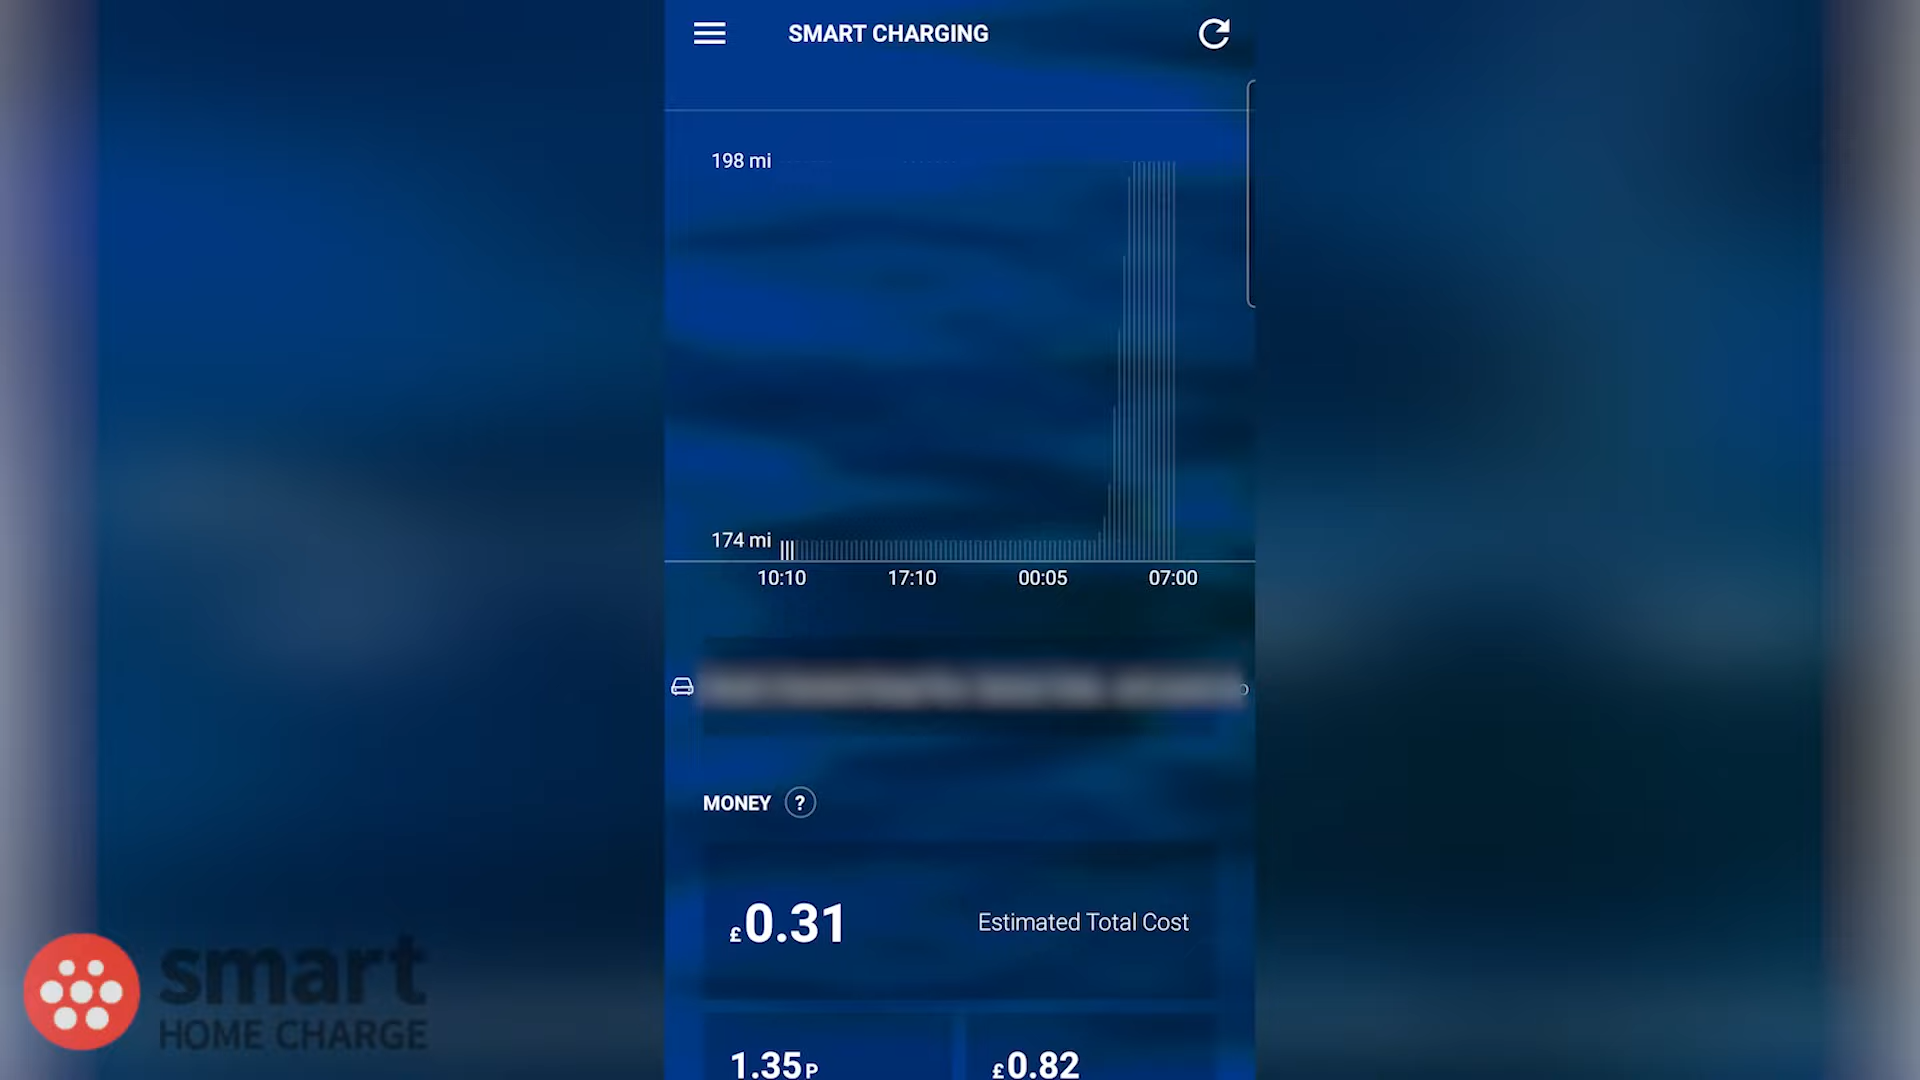 SMART CHARGING
198 mi
174 mi
10:10 17:10 00:05 07:00
MONEY ?
£0.31 Estimated Total Cost
1.35P £0.82
smart
HOME CHARGE